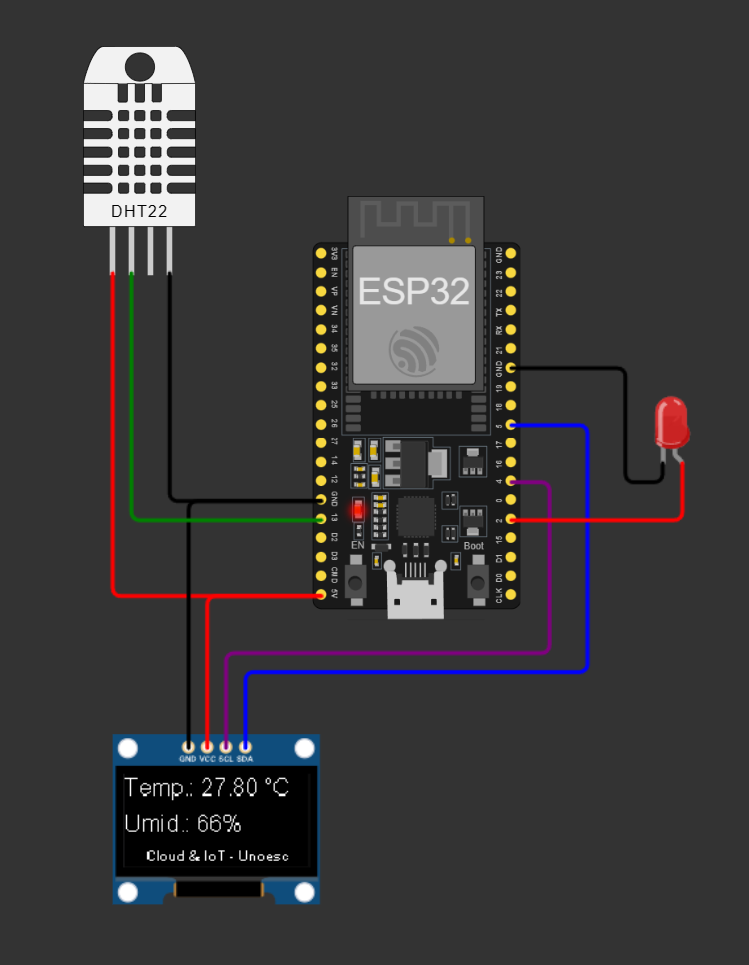 DHT22
ESP32
3V3
EN
VP
VN
34
35
32
33
25
26
27
14
12
GND
13
D2
D3
CMD
5V
GND
23
22
TX
RX
21
GND
19
18
5
17
16
4
0
2
15
D1
D0
CLK
EN
Boot
GND VCC SCL SDA
Temp.: 27.80 °C
Umid.: 66%
Cloud & IoT - Unoesc